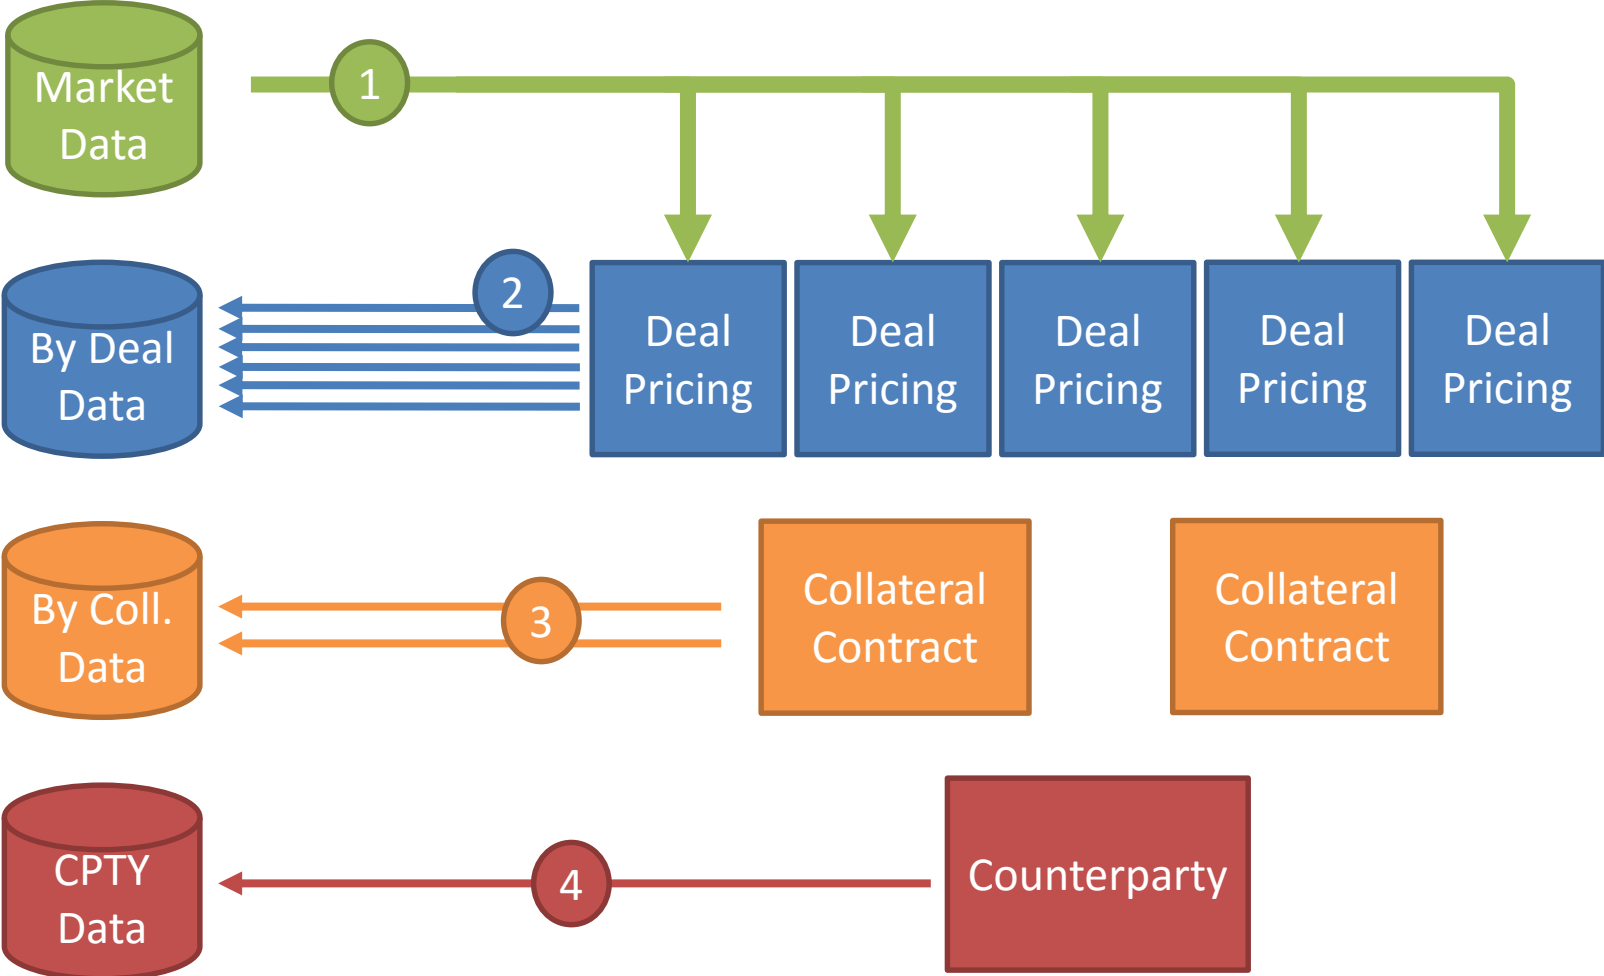 Market
Data
1
By Deal
Data
2
Deal
Pricing
Deal
Pricing
Deal
Pricing
Deal
Pricing
Deal
Pricing
By Coll.
Data
3
Collateral
Contract
Collateral
Contract
CPTY
Data
4
Counterparty